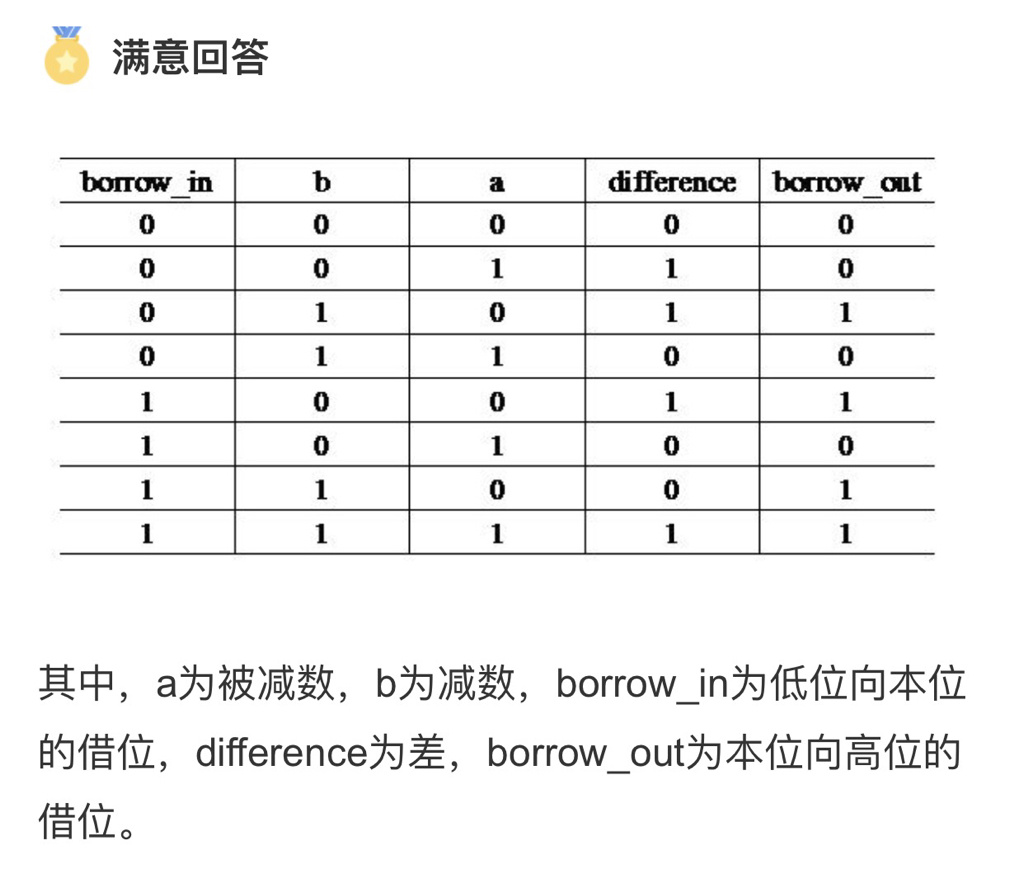 满意回答
borrow_in b a difference borrow_out
0 0 0 0 0
0 0 1 1 0
0 1 0 1 1
0 1 1 0 0
1 0 0 1 1
1 0 1 0 0
1 1 0 0 1
1 1 1 1 1
其中，a为被减数，b为减数，borrow_in为低位向本位
的借位，difference为差，borrow_out为本位向高位的
借位。